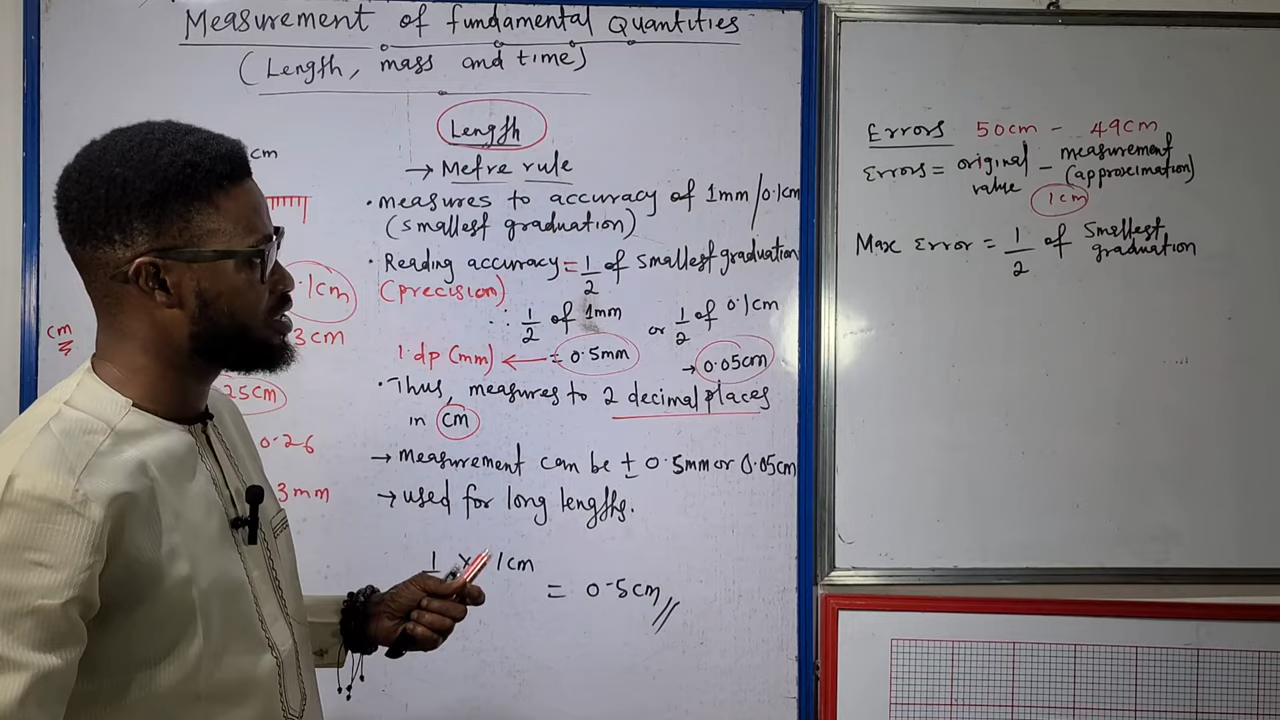 Measurement of fundamental Quantities
(Length, mass and time)
Length
→ Metre rule
• measures to accuracy of 1mm/0.1cm
(smallest graduation)
• Reading accuracy = 1/2 of smallest graduation
(precision)
∴ 1/2 of 1mm or 1/2 of 0.1cm
1.dp (mm) ← = 0.5mm → 0.05cm
• Thus, measures to 2 decimal places
in cm
→ measurement can be ± 0.5mm or 0.05cm
→ used for long lengths.
1 x 1cm
= 0.5cm//
cm
.1cm
3cm
cm
25cm
0.26
3mm
Errors 50cm - 49cm
Errors = original value - measurement (approximation)
1cm
Max Error = 1/2 of smallest graduation